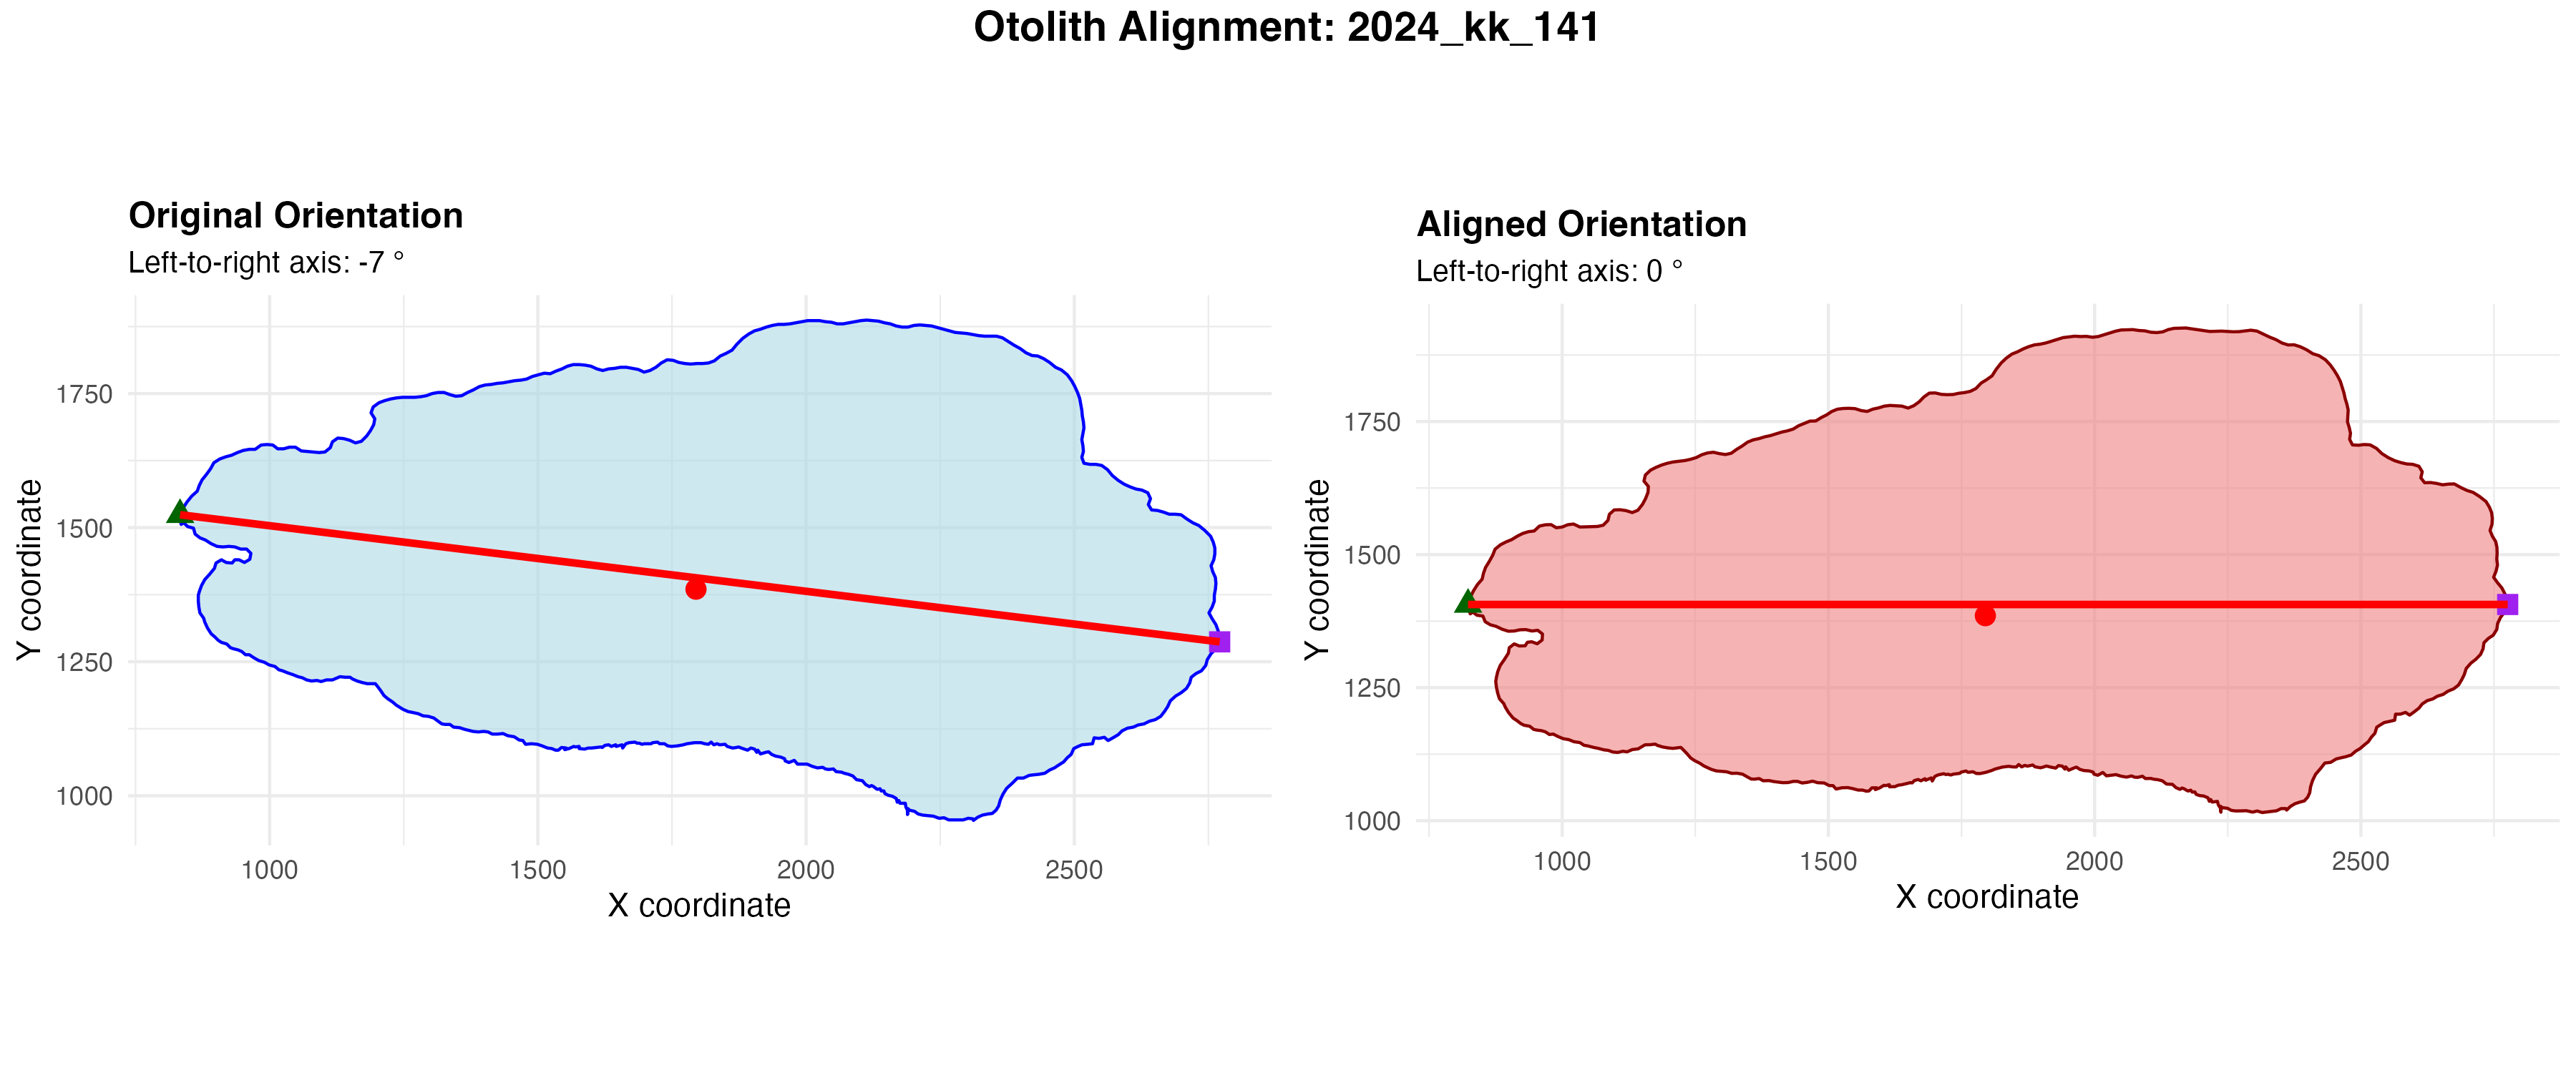 Otolith Alignment: 2024_kk_141
Original Orientation
Left-to-right axis: -7 °
1750
1500
1250
1000
Y coordinate
1000 1500 2000 2500
X coordinate
Aligned Orientation
Left-to-right axis: 0 °
1750
1500
1250
1000
Y coordinate
1000 1500 2000 2500
X coordinate